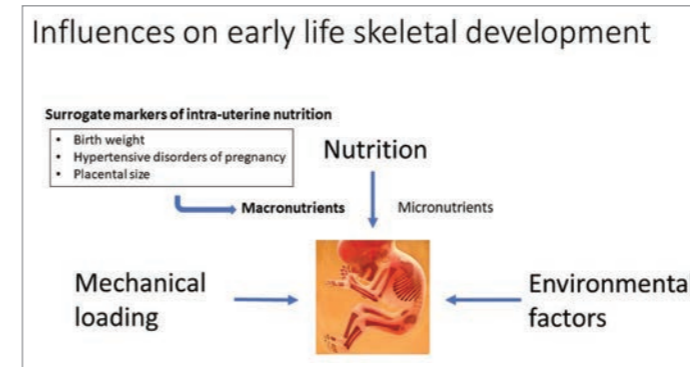 Influences on early life skeletal development
Surrogate markers of intra-uterine nutrition
• Birth weight
• Hypertensive disorders of pregnancy
• Placental size
Nutrition
Macronutrients
Micronutrients
Mechanical
loading
Environmenta
factors